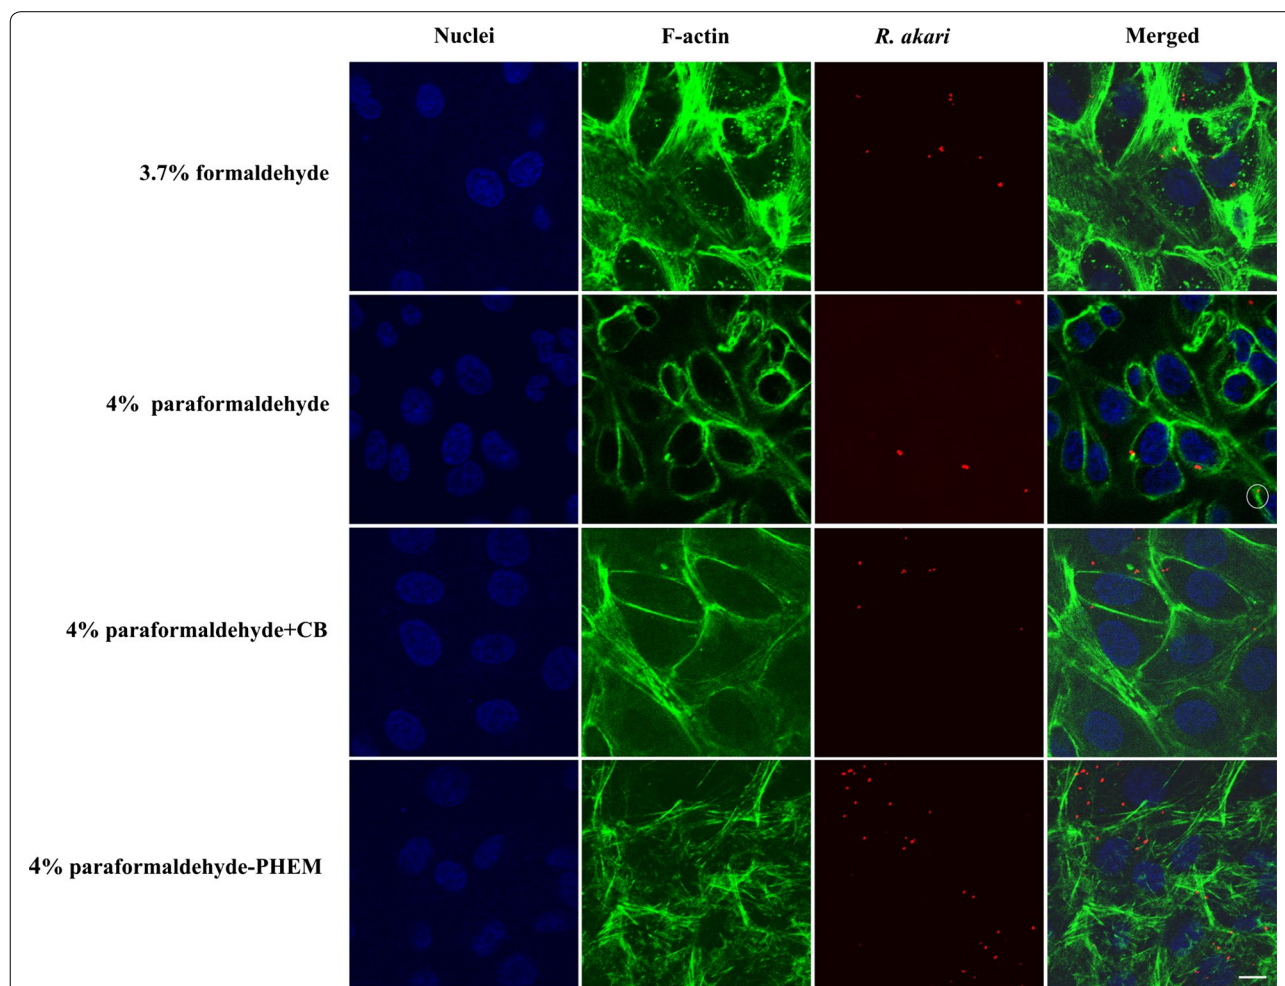 Nuclei F-actin R. akari Merged
3.7% formaldehyde
4% paraformaldehyde
4% paraformaldehyde+CB
4% paraformaldehyde-PHEM